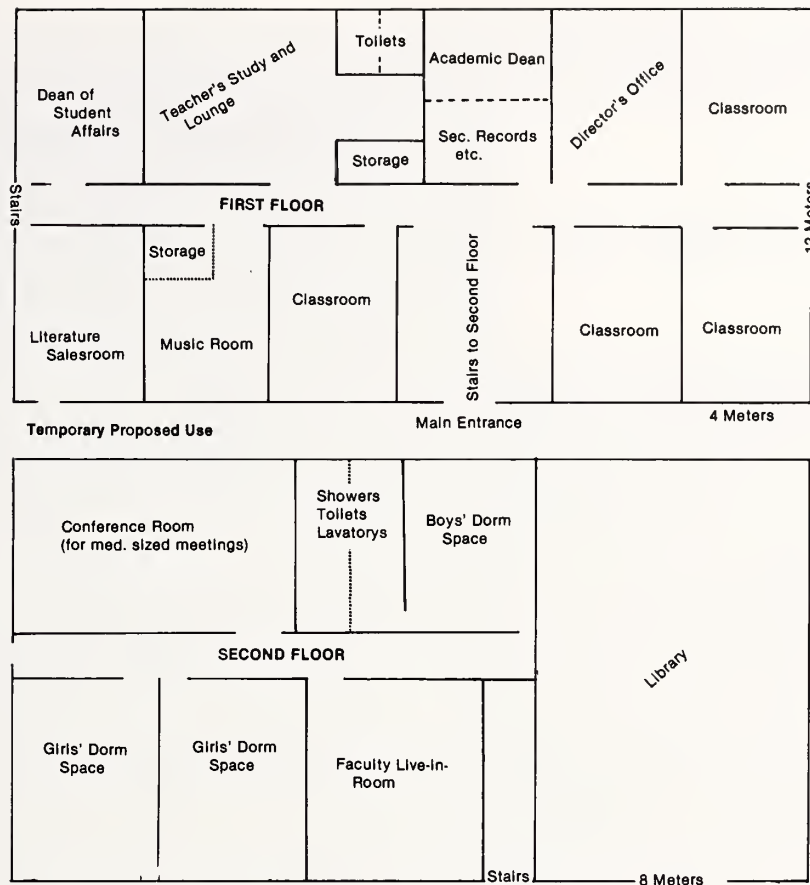 Toilets
Academic Dean
Dean of
Student
Affairs
Teacher's Study and
Lounge
Director's Office
Classroom
Sec. Records
etc.
Storage
Stairs
FIRST FLOOR
12 Meters
Storage
Classroom
Stairs to Second Floor
Literature
Salesroom
Music Room
Classroom
Classroom
Main Entrance
4 Meters
Temporary Proposed Use
Conference Room
(for med. sized meetings)
Showers
Toilets
Lavatorys
Boys' Dorm
Space
SECOND FLOOR
Library
Girls' Dorm
Space
Girls' Dorm
Space
Faculty Live-in-
Room
Stairs
8 Meters